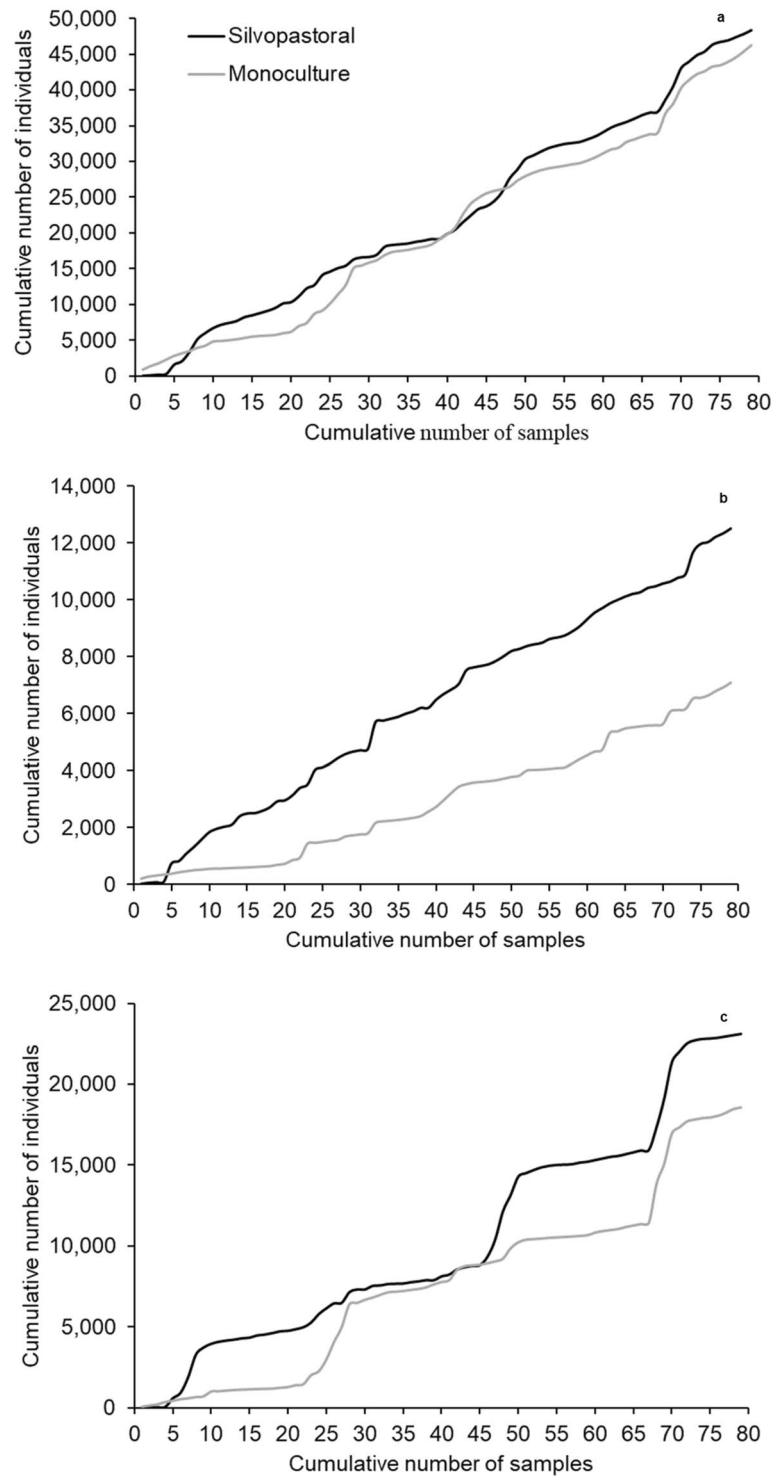 a
Silvopastoral
Monoculture
Cumulative number of individuals
50,000
45,000
40,000
35,000
30,000
25,000
20,000
15,000
10,000
5,000
0
0 5 10 15 20 25 30 35 40 45 50 55 60 65 70 75 80
Cumulative number of samples
b
Cumulative number of individuals
14,000
12,000
10,000
8,000
6,000
4,000
2,000
0
0 5 10 15 20 25 30 35 40 45 50 55 60 65 70 75 80
Cumulative number of samples
c
Cumulative number of individuals
25,000
20,000
15,000
10,000
5,000
0
0 5 10 15 20 25 30 35 40 45 50 55 60 65 70 75 80
Cumulative number of samples